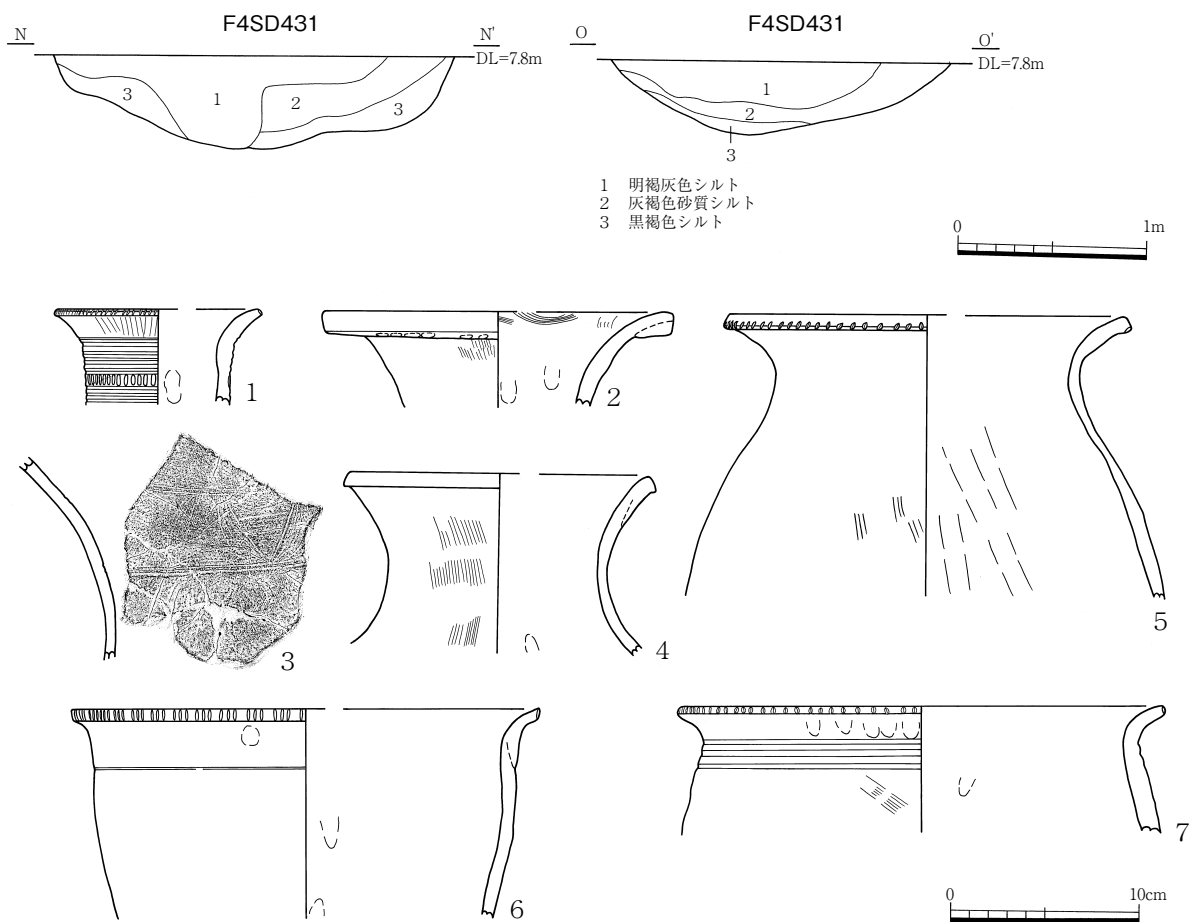 F4SD431
N N'
DL=7.8m
1 2 3 3
F4SD431
O O'
DL=7.8m
1
2
3
1 明褐灰色シルト
2 灰褐色砂質シルト
3 黒褐色シルト
0 1m
1
2
3
4
5
6
7
0 10cm